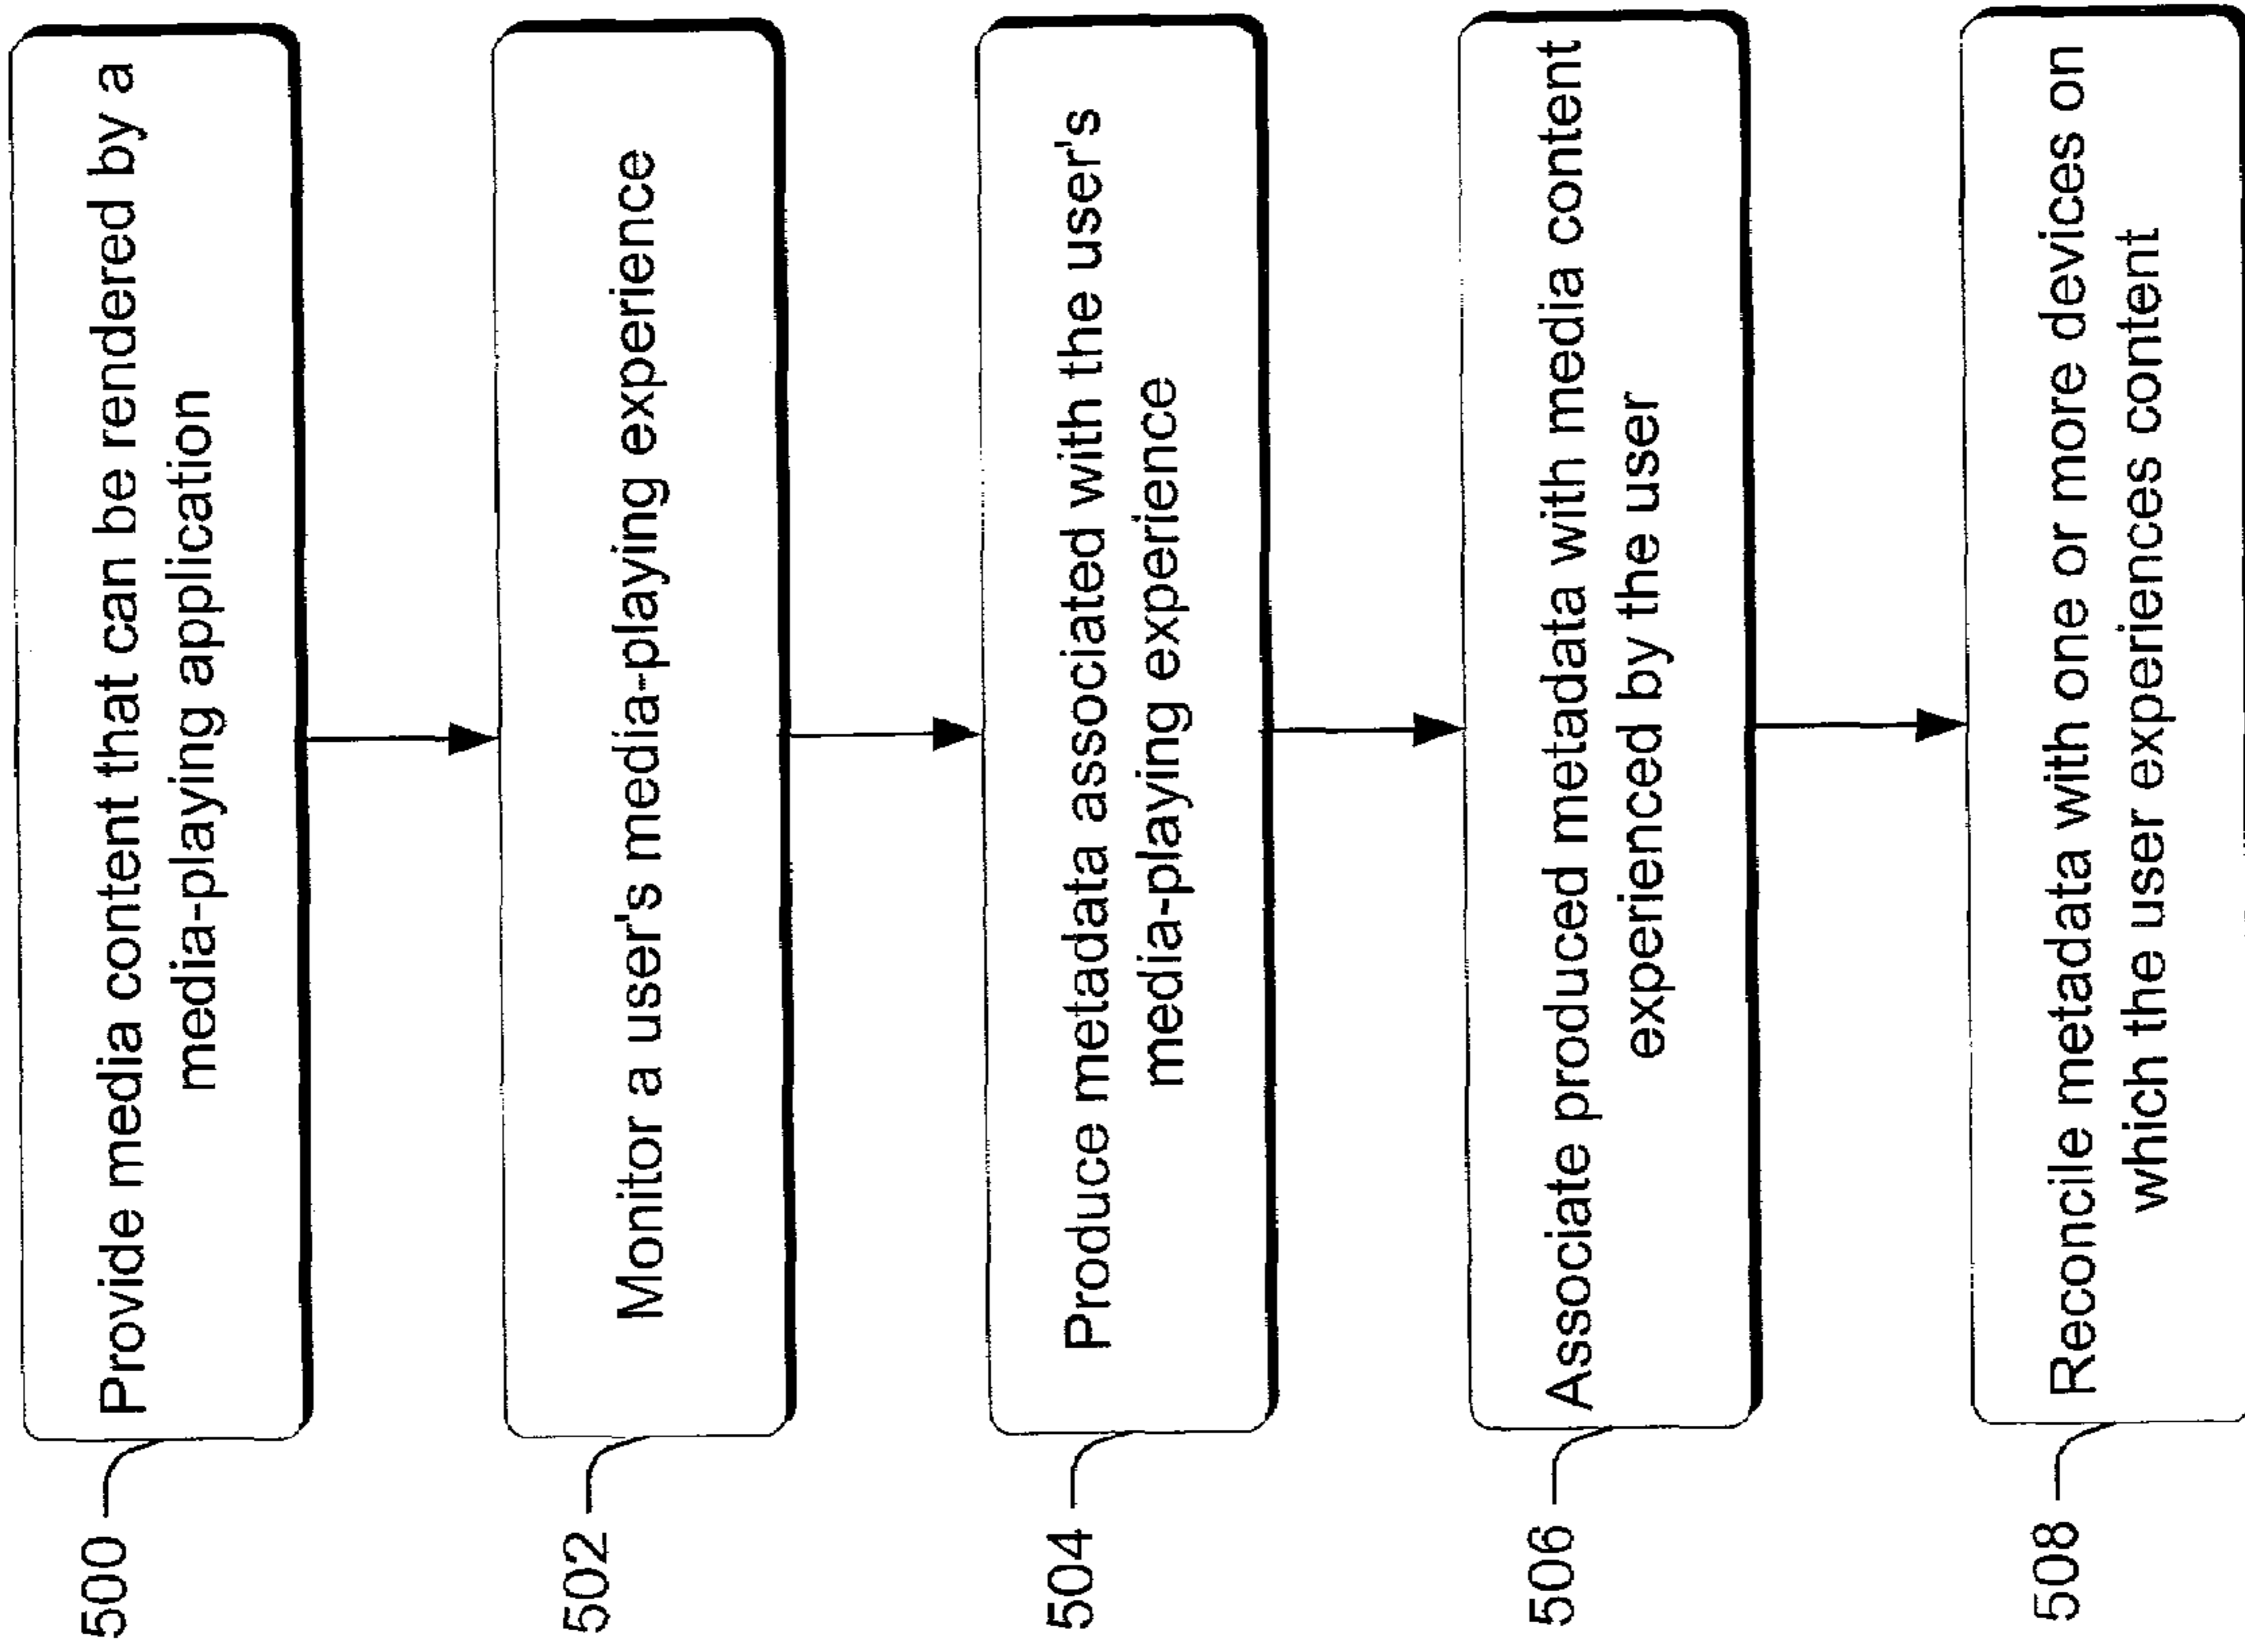 500
Provide media content that can be rendered by a
media-playing application
502
Monitor a user's media-playing experience
504
Produce metadata associated with the user's
media-playing experience
506
Associate produced metadata with media content
experienced by the user
508
Reconcile metadata with one or more devices on
which the user experiences content